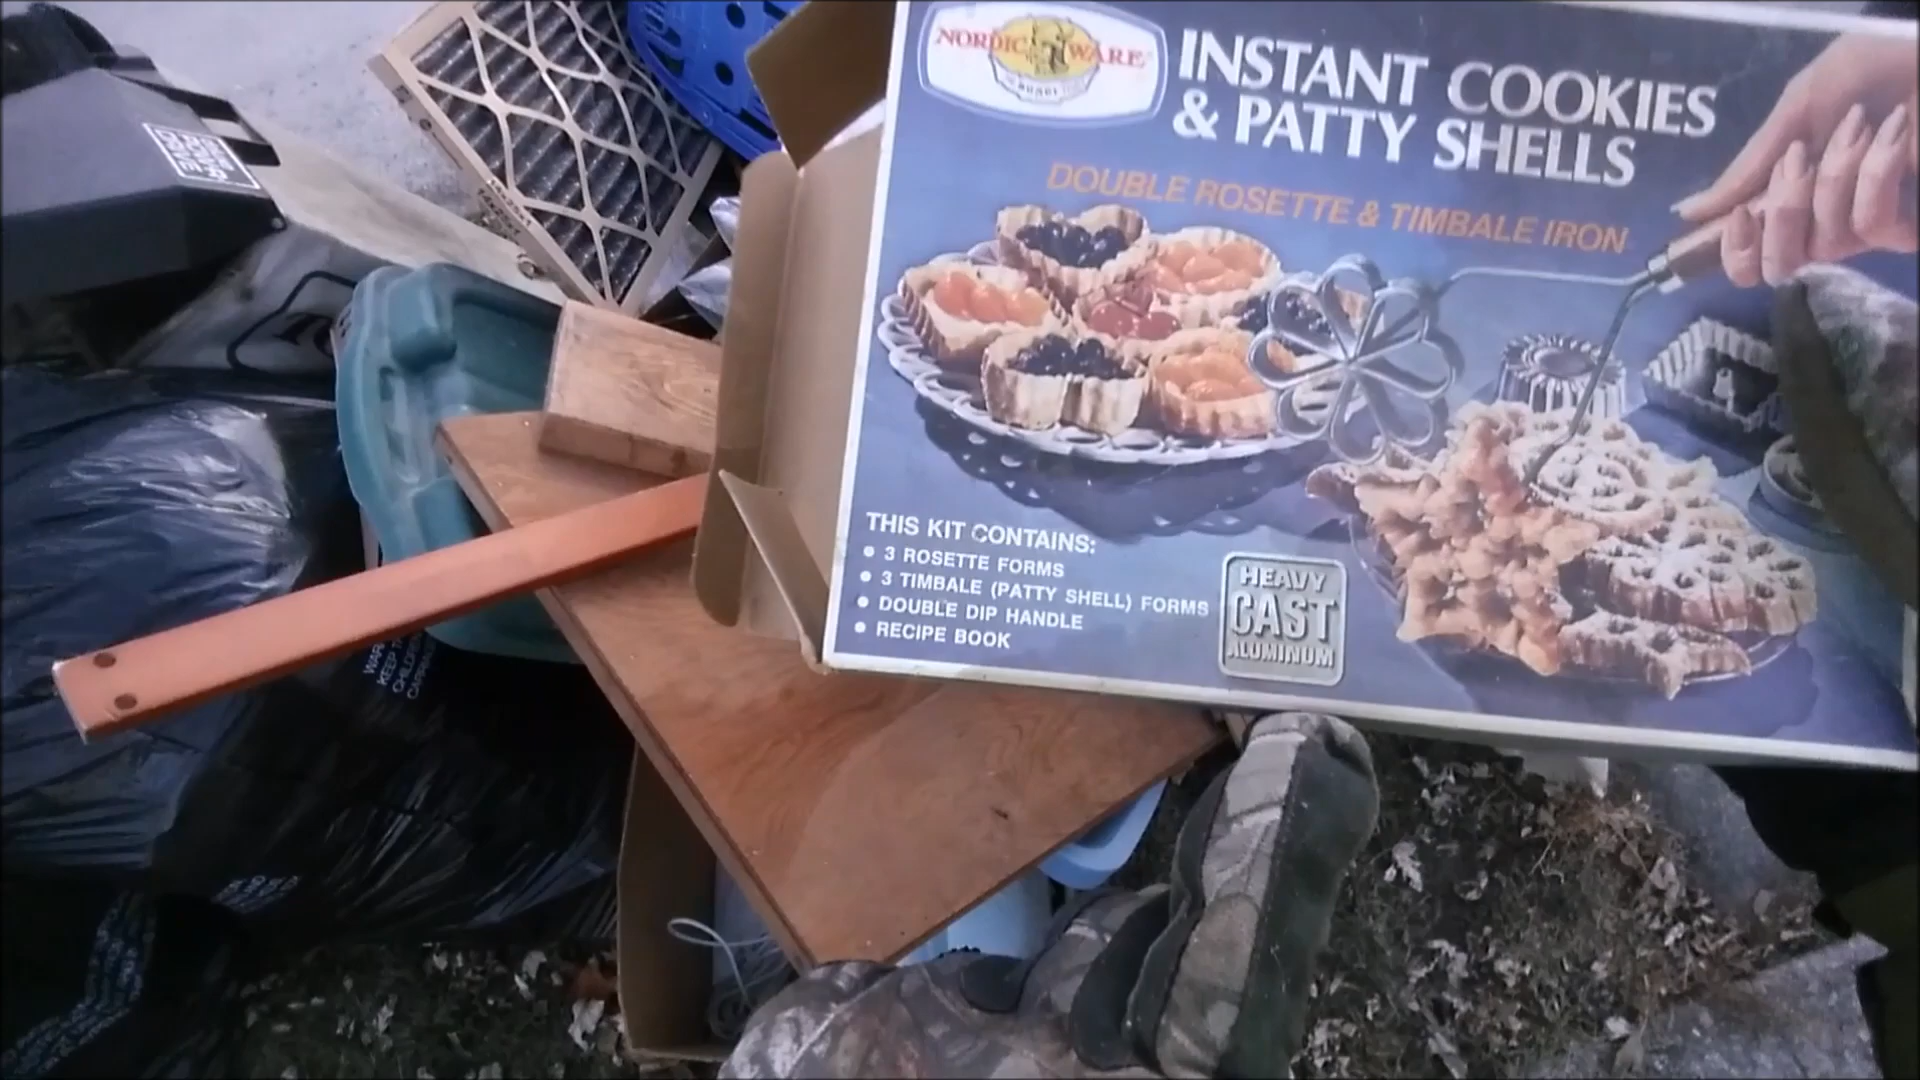 NORDIC WARE
INSTANT COOKIES
& PATTY SHELLS
DOUBLE ROSETTE & TIMBALE IRON
THIS KIT CONTAINS:
● 3 ROSETTE FORMS
● 3 TIMBALE (PATTY SHELL) FORMS
● DOUBLE DIP HANDLE
● RECIPE BOOK
HEAVY
CAST
ALUMINUM